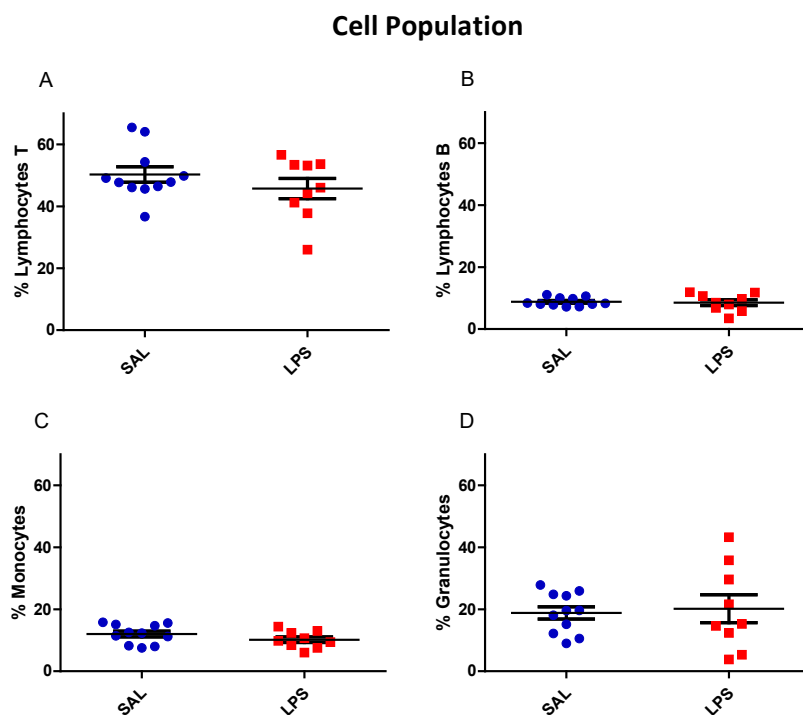 Cell Population
A
% Lymphocytes T
60
40
20
0
SAL
LPS
B
% Lymphocytes B
60
40
20
0
SAL
LPS
C
% Monocytes
60
40
20
0
SAL
LPS
D
% Granulocytes
60
40
20
0
SAL
LPS